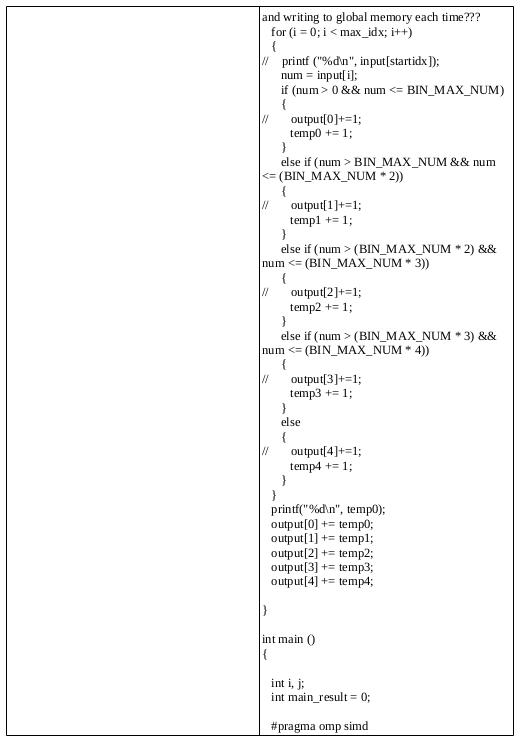 and writing to global memory each time???
for (i = 0; i < max_idx; i++)
{
//    printf ("%d\n", input[startidx]);
num = input[i];
if (num > 0 && num <= BIN_MAX_NUM)
{
//       output[0]+=1;
temp0 += 1;
}
else if (num > BIN_MAX_NUM && num
<= (BIN_MAX_NUM * 2))
{
//       output[1]+=1;
temp1 += 1;
}
else if (num > (BIN_MAX_NUM * 2) &&
num <= (BIN_MAX_NUM * 3))
{
//       output[2]+=1;
temp2 += 1;
}
else if (num > (BIN_MAX_NUM * 3) &&
num <= (BIN_MAX_NUM * 4))
{
//       output[3]+=1;
temp3 += 1;
}
else
{
//       output[4]+=1;
temp4 += 1;
}
}
printf("%d\n", temp0);
output[0] += temp0;
output[1] += temp1;
output[2] += temp2;
output[3] += temp3;
output[4] += temp4;
}
int main ()
{
int i, j;
int main_result = 0;
#pragma omp simd